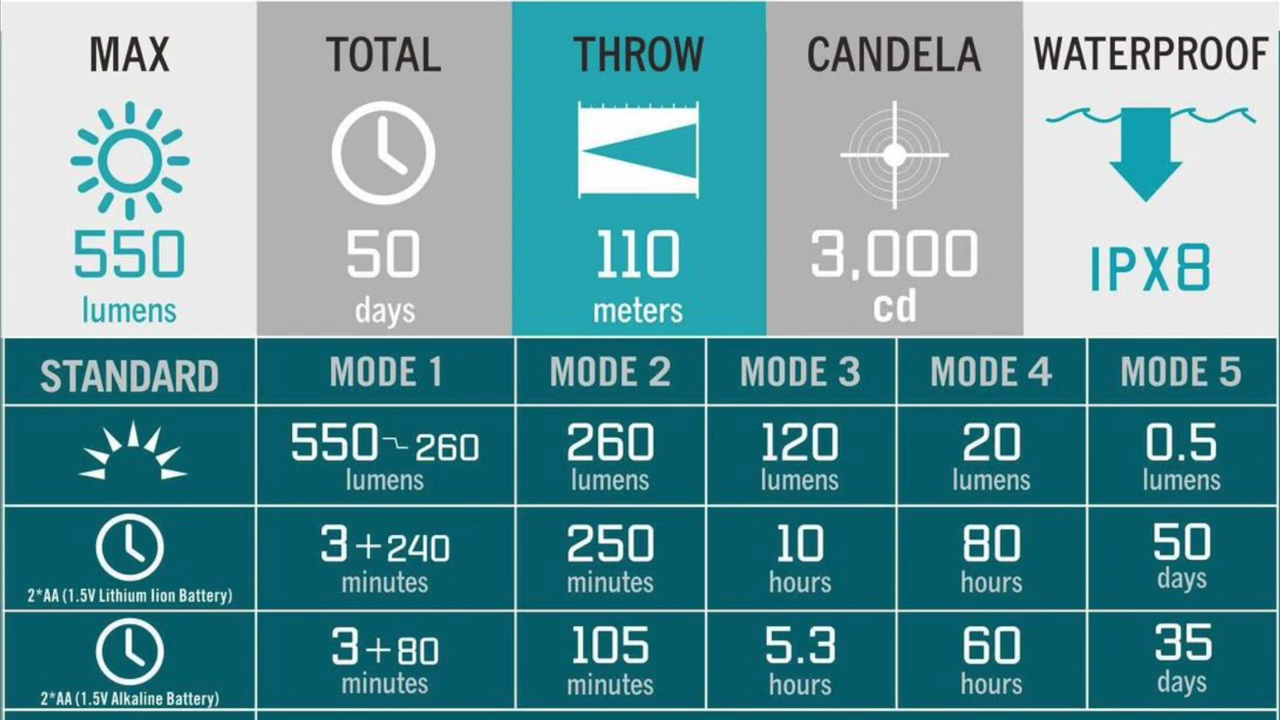 MAX
550
lumens
TOTAL
50
days
THROW
110
meters
CANDELA
3,000
cd
WATERPROOF
IPX8
STANDARD MODE 1 MODE 2 MODE 3 MODE 4 MODE 5
550 260 260 120 20 0.5
lumens lumens lumens lumens lumens
3+240 250 10 80 50
minutes minutes hours hours days
2*AA (1.5V Lithium Iion Battery)
3+80 105 5.3 60 35
minutes minutes hours hours days
2*AA (1.5V Alkaline Battery)